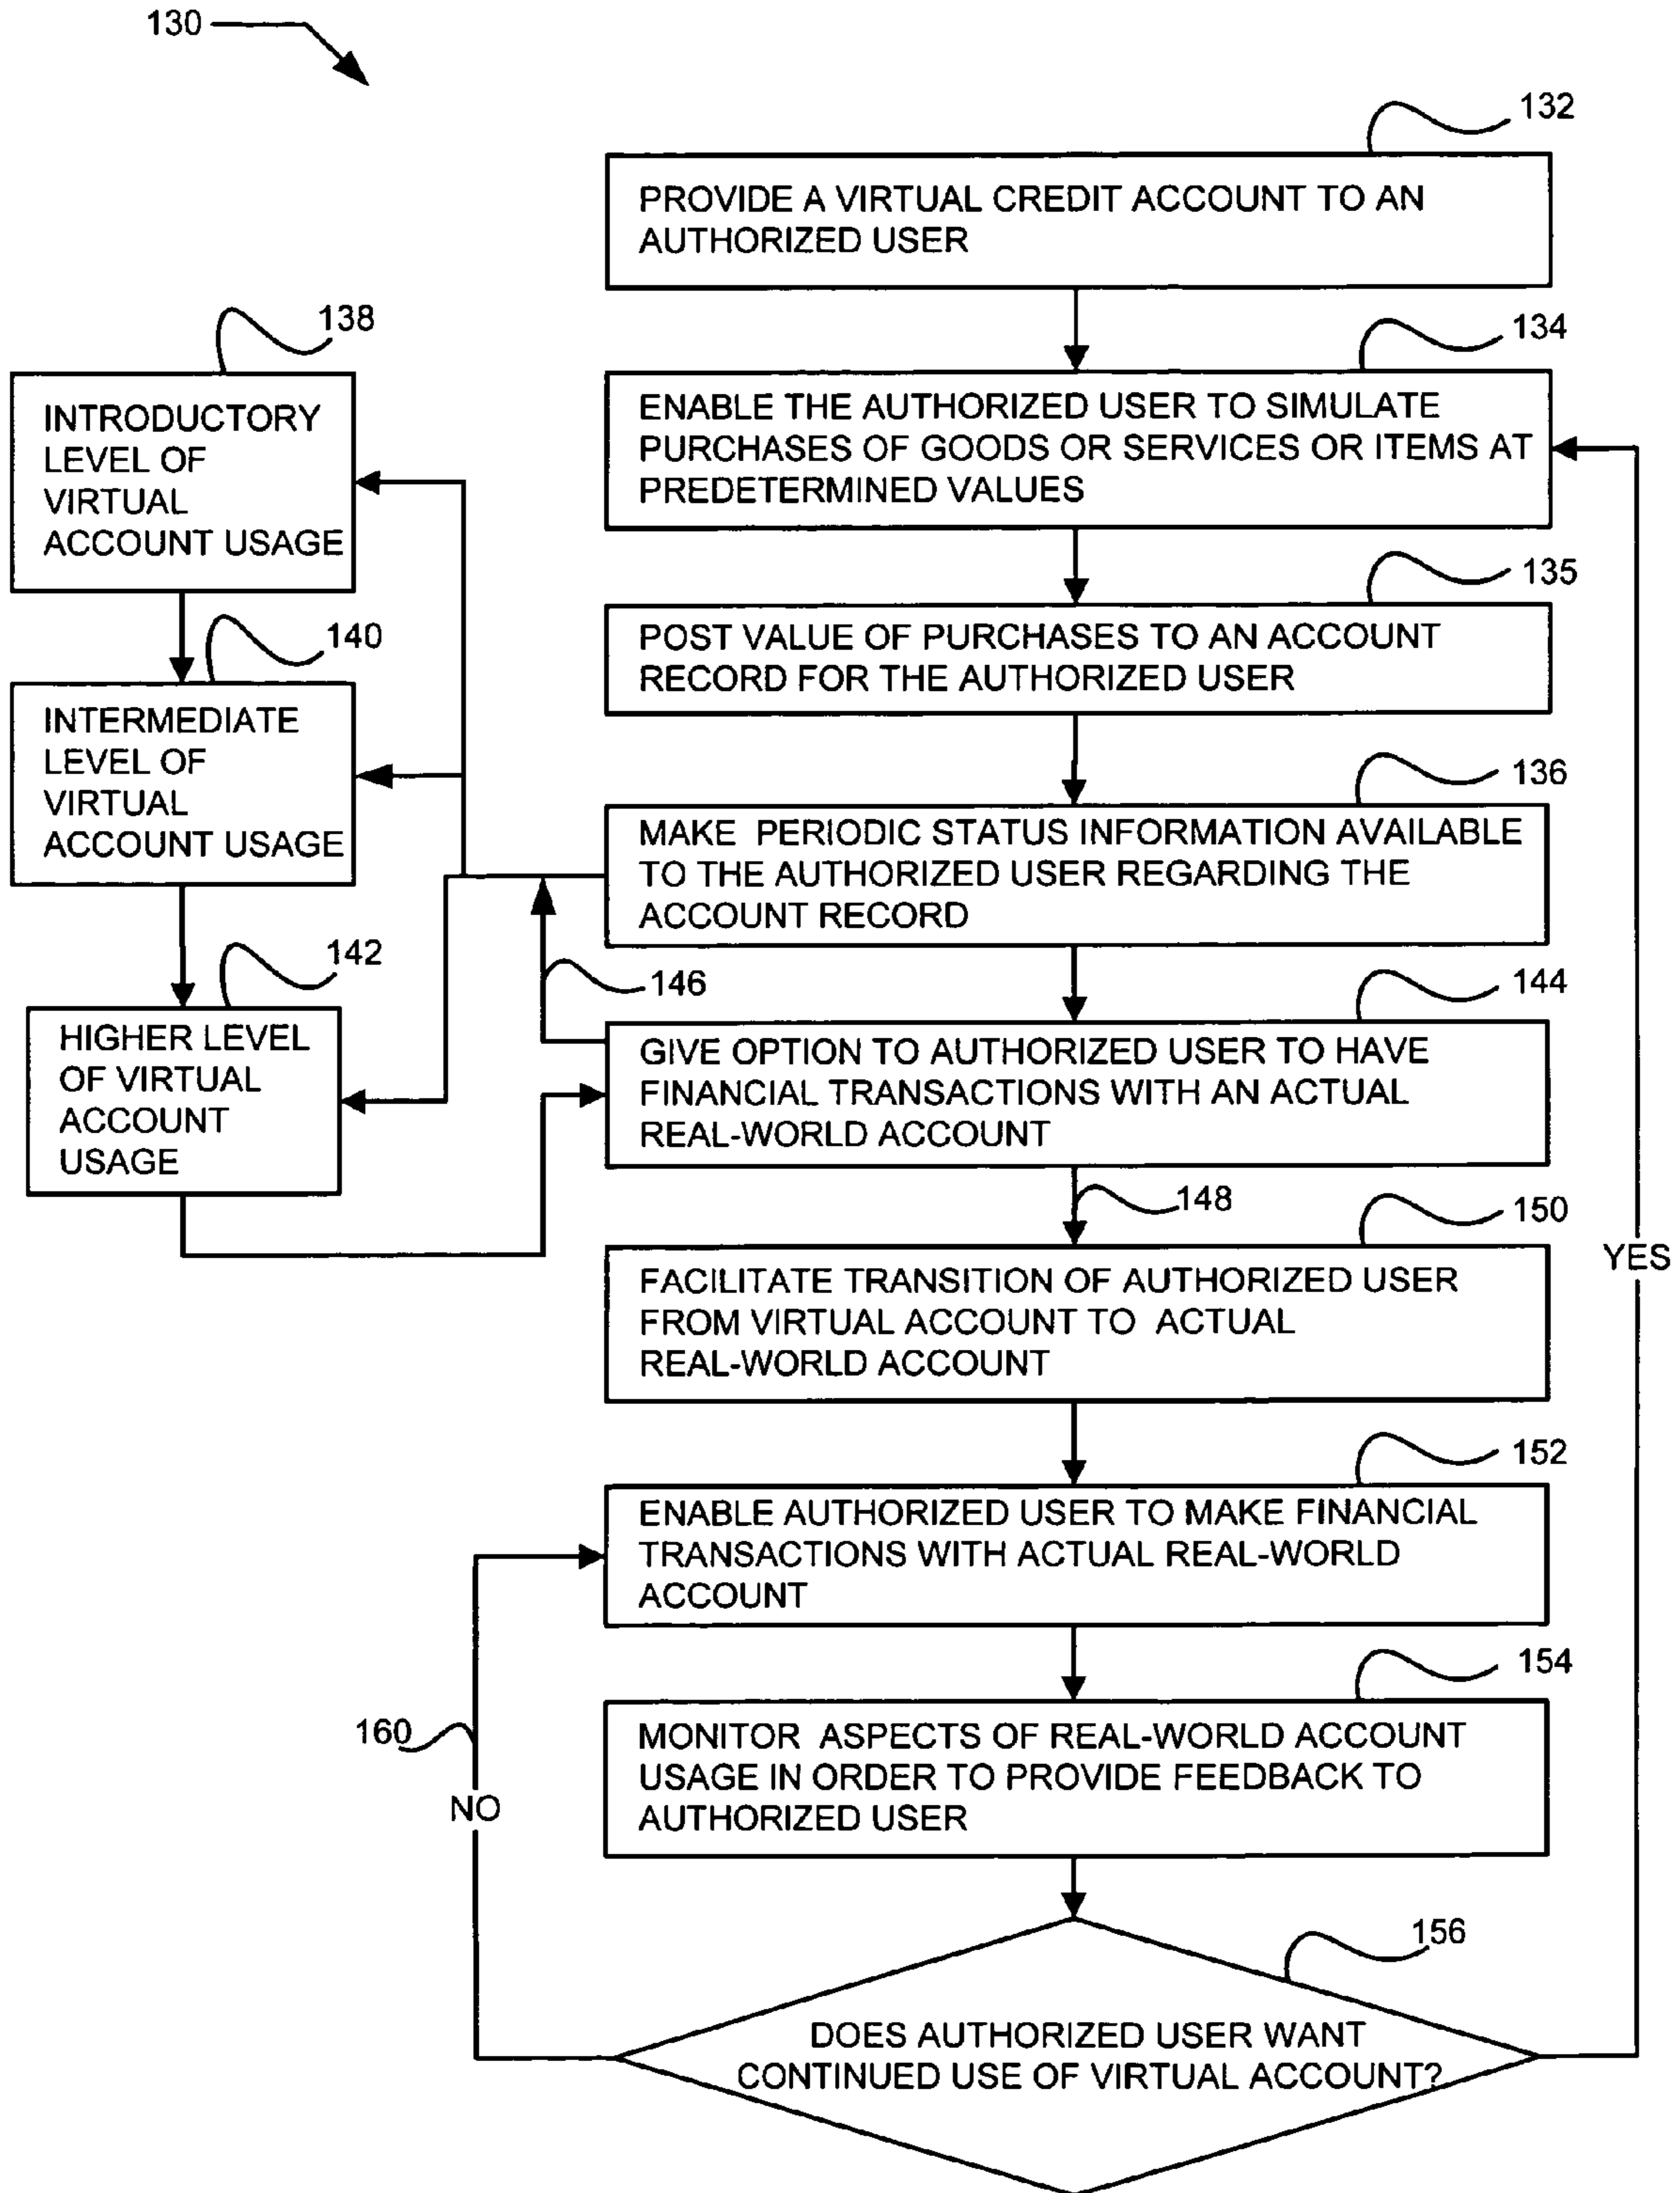 130
132
PROVIDE A VIRTUAL CREDIT ACCOUNT TO AN
AUTHORIZED USER
134
ENABLE THE AUTHORIZED USER TO SIMULATE
PURCHASES OF GOODS OR SERVICES OR ITEMS AT
PREDETERMINED VALUES
135
POST VALUE OF PURCHASES TO AN ACCOUNT
RECORD FOR THE AUTHORIZED USER
136
MAKE PERIODIC STATUS INFORMATION AVAILABLE
TO THE AUTHORIZED USER REGARDING THE
ACCOUNT RECORD
138
INTRODUCTORY
LEVEL OF
VIRTUAL
ACCOUNT USAGE
140
INTERMEDIATE
LEVEL OF
VIRTUAL
ACCOUNT USAGE
142
HIGHER LEVEL
OF VIRTUAL
ACCOUNT
USAGE
146
144
GIVE OPTION TO AUTHORIZED USER TO HAVE
FINANCIAL TRANSACTIONS WITH AN ACTUAL
REAL-WORLD ACCOUNT
148
150
FACILITATE TRANSITION OF AUTHORIZED USER
FROM VIRTUAL ACCOUNT TO ACTUAL
REAL-WORLD ACCOUNT
YES
152
ENABLE AUTHORIZED USER TO MAKE FINANCIAL
TRANSACTIONS WITH ACTUAL REAL-WORLD
ACCOUNT
154
MONITOR ASPECTS OF REAL-WORLD ACCOUNT
USAGE IN ORDER TO PROVIDE FEEDBACK TO
AUTHORIZED USER
160
NO
156
DOES AUTHORIZED USER WANT
CONTINUED USE OF VIRTUAL ACCOUNT?